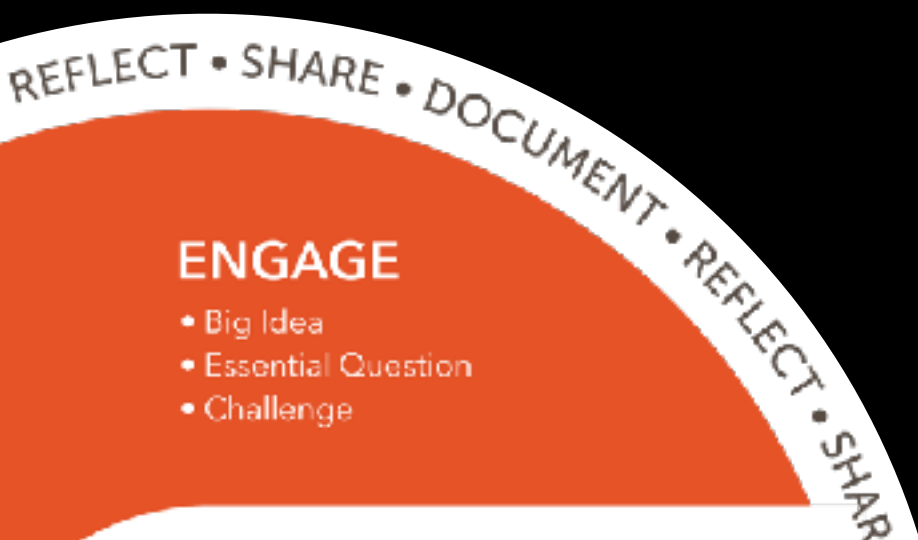 REFLECT • SHARE • DOCUMENT • REFLECT • SHAR
ENGAGE
• Big Idea
• Essential Question
• Challenge